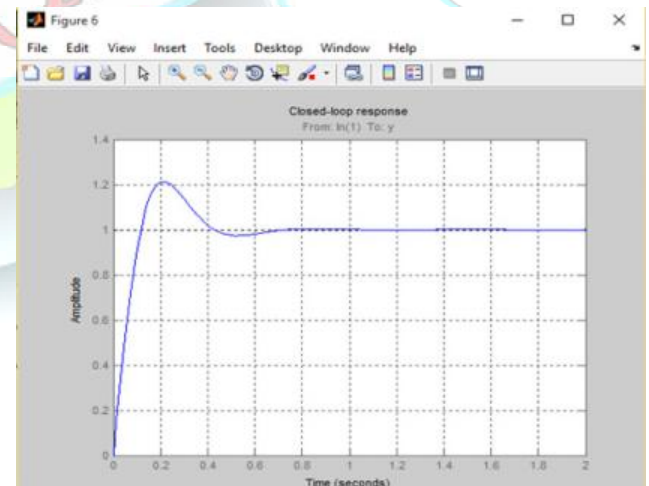 Figure 6
File Edit View Insert Tools Desktop Window Help
Closed-loop response
From: In(1) To: y
1.4
1.2
1
0.8
0.6
0.4
0.2
0
Amplitude
0 0.2 0.4 0.6 0.8 1 1.2 1.4 1.6 1.8 2
Time (seconds)